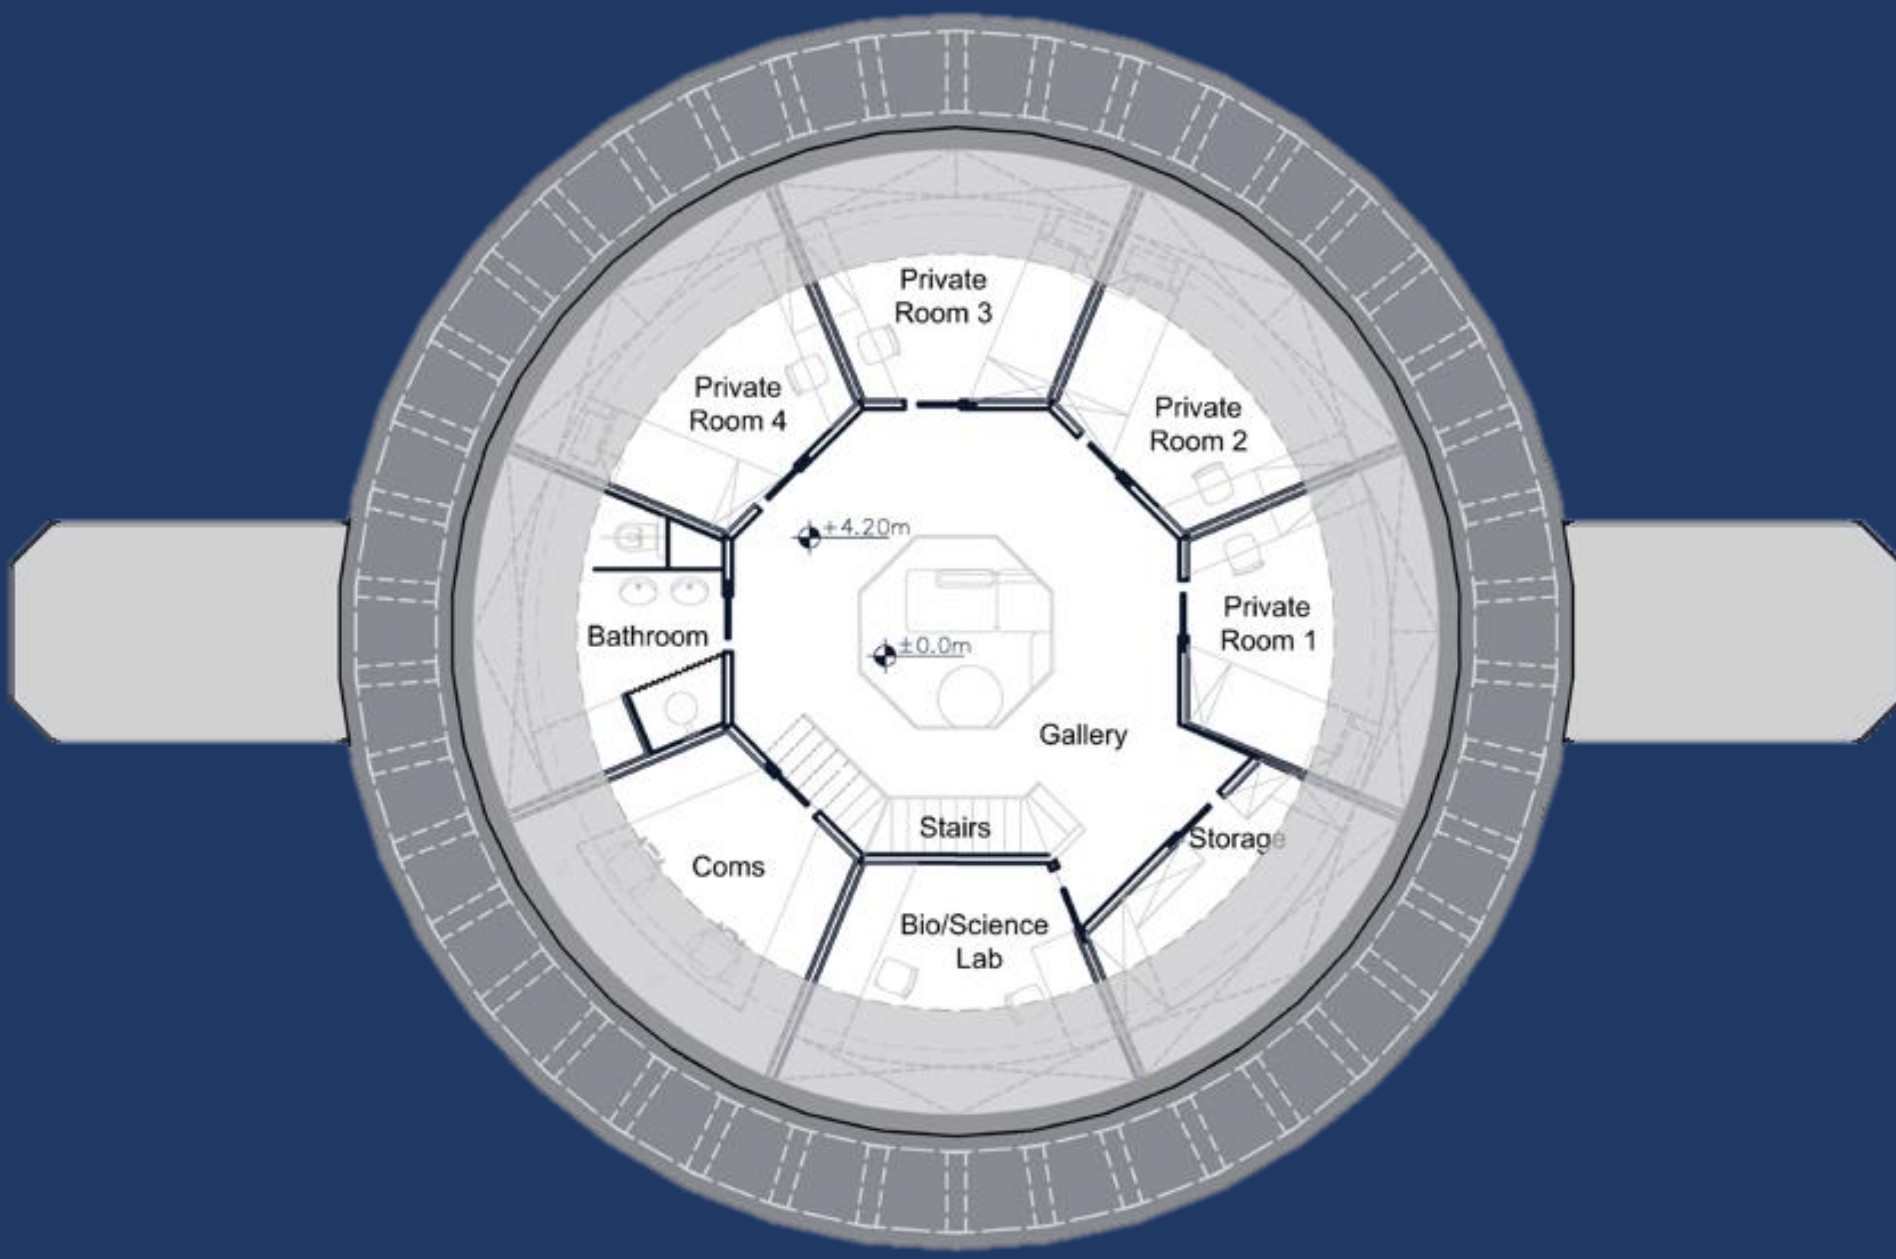 Private
Room 3
Private
Room 4
Private
Room 2
+4.20m
Private
Room 1
Bathroom
±0.0m
Gallery
Stairs
Storage
Coms
Bio/Science
Lab